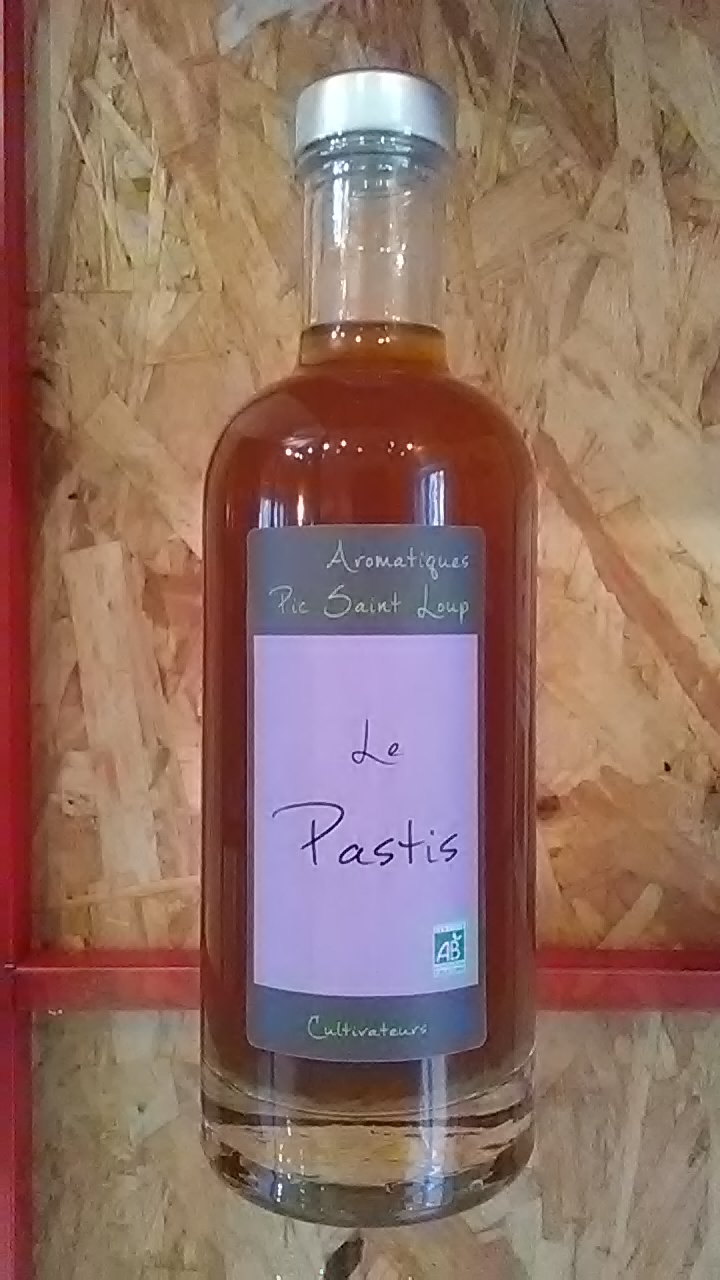 Aromatiques
Pic Saint Loup
Le
Pastis
AB
Cultivateurs